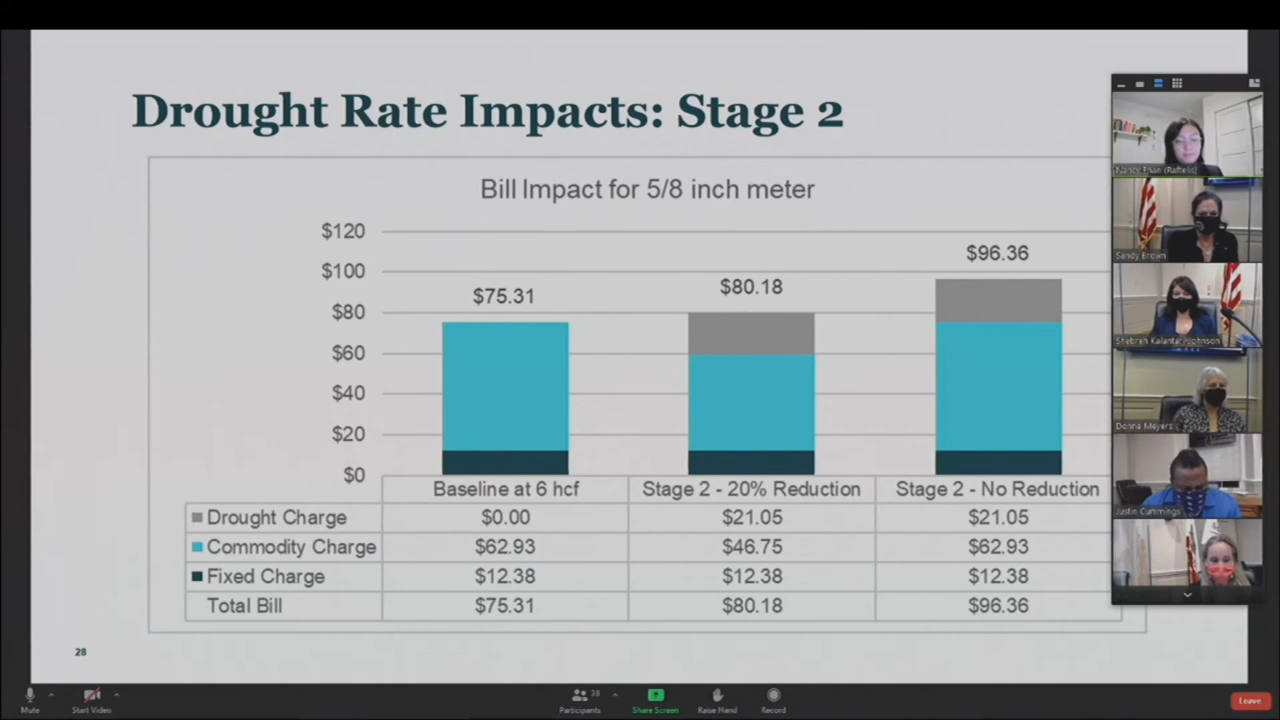 Drought Rate Impacts: Stage 2
Bill Impact for 5/8 inch meter
$120
$100
$80
$60
$40
$20
$0
$75.31
$80.18
$96.36
Baseline at 6 hcf
Stage 2 - 20% Reduction
Stage 2 - No Reduction
Drought Charge $0.00 $21.05 $21.05
Commodity Charge $62.93 $46.75 $62.93
Fixed Charge $12.38 $12.38 $12.38
Total Bill $75.31 $80.18 $96.36
28
Sandy Brown
Donna Meyers
Justin Cummings
Mute
Start Video
38
Participants
Share Screen
Raise Hand
Record
Leave